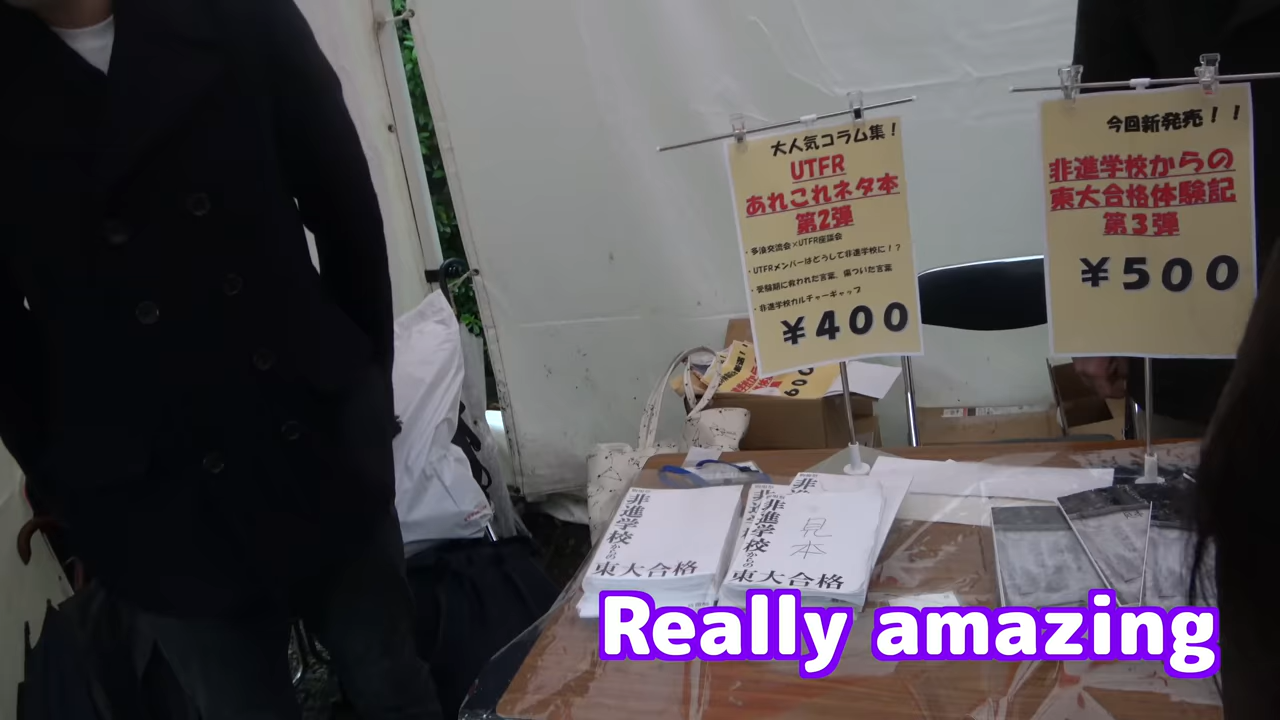 大人気コラム集！
UTFR
あれこれネタ本
第2弾
・多浪交流会×UTFR座談会
・UTFRメンバーはどうして非進学校に！？
・受験期に救われた言葉、傷ついた言葉
・非進学校カルチャーギャップ
￥400
今回新発売！！
非進学校からの
東大合格体験記
第3弾
￥500
非進学校からの
東大合格
非進学校からの
東大合格
見本
Really amazing